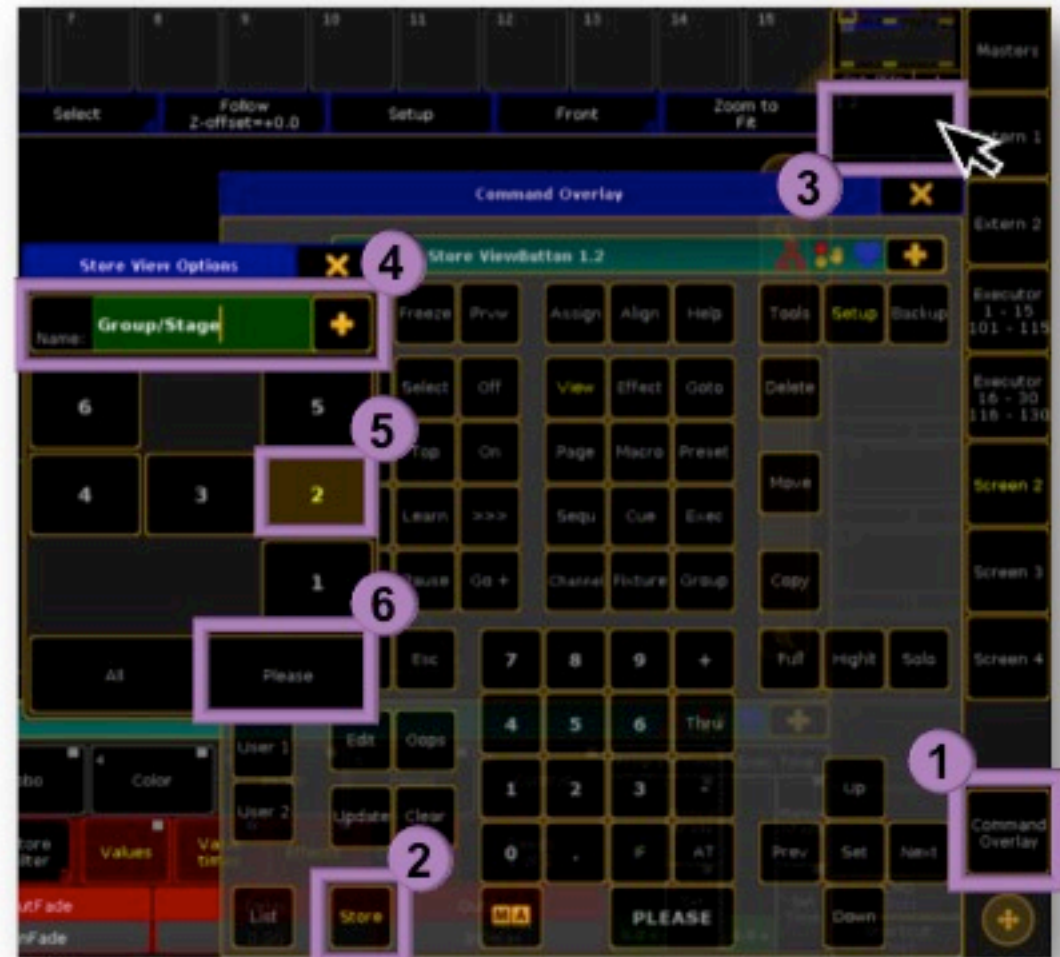 7 8 9 10 11 12 13 14 15
Masters
Select Follow Z-offset=+0.0 Setup Front Zoom to Fit
1.2
Extern 1
3
Command Overlay
Extern 2
Store View Options
4
Store ViewButton 1.2
Name: Group/Stage
Freeze Prvw Assign Align Help Tools Setup Backup
Executor 1 - 15 101 - 115
6 5
Select Off View Effect Goto Delete
Executor 16 - 30 116 - 130
5
Top On Page Macro Preset
4 3 2
Move
Screen 2
Learn >>> Sequ Cue Exec
1
Pause Go + Channel Fixture Group Copy
Screen 3
6
All Please
Esc 7 8 9 + Full Highlt Solo
Screen 4
4 5 6 Thru
User 1 Edit Oops
1
4 Color
1 2 3 - Up
User 2 Update Clear
Command Overlay
Values
2
0 . IF AT Prev Set Next
List Store MA PLEASE Down